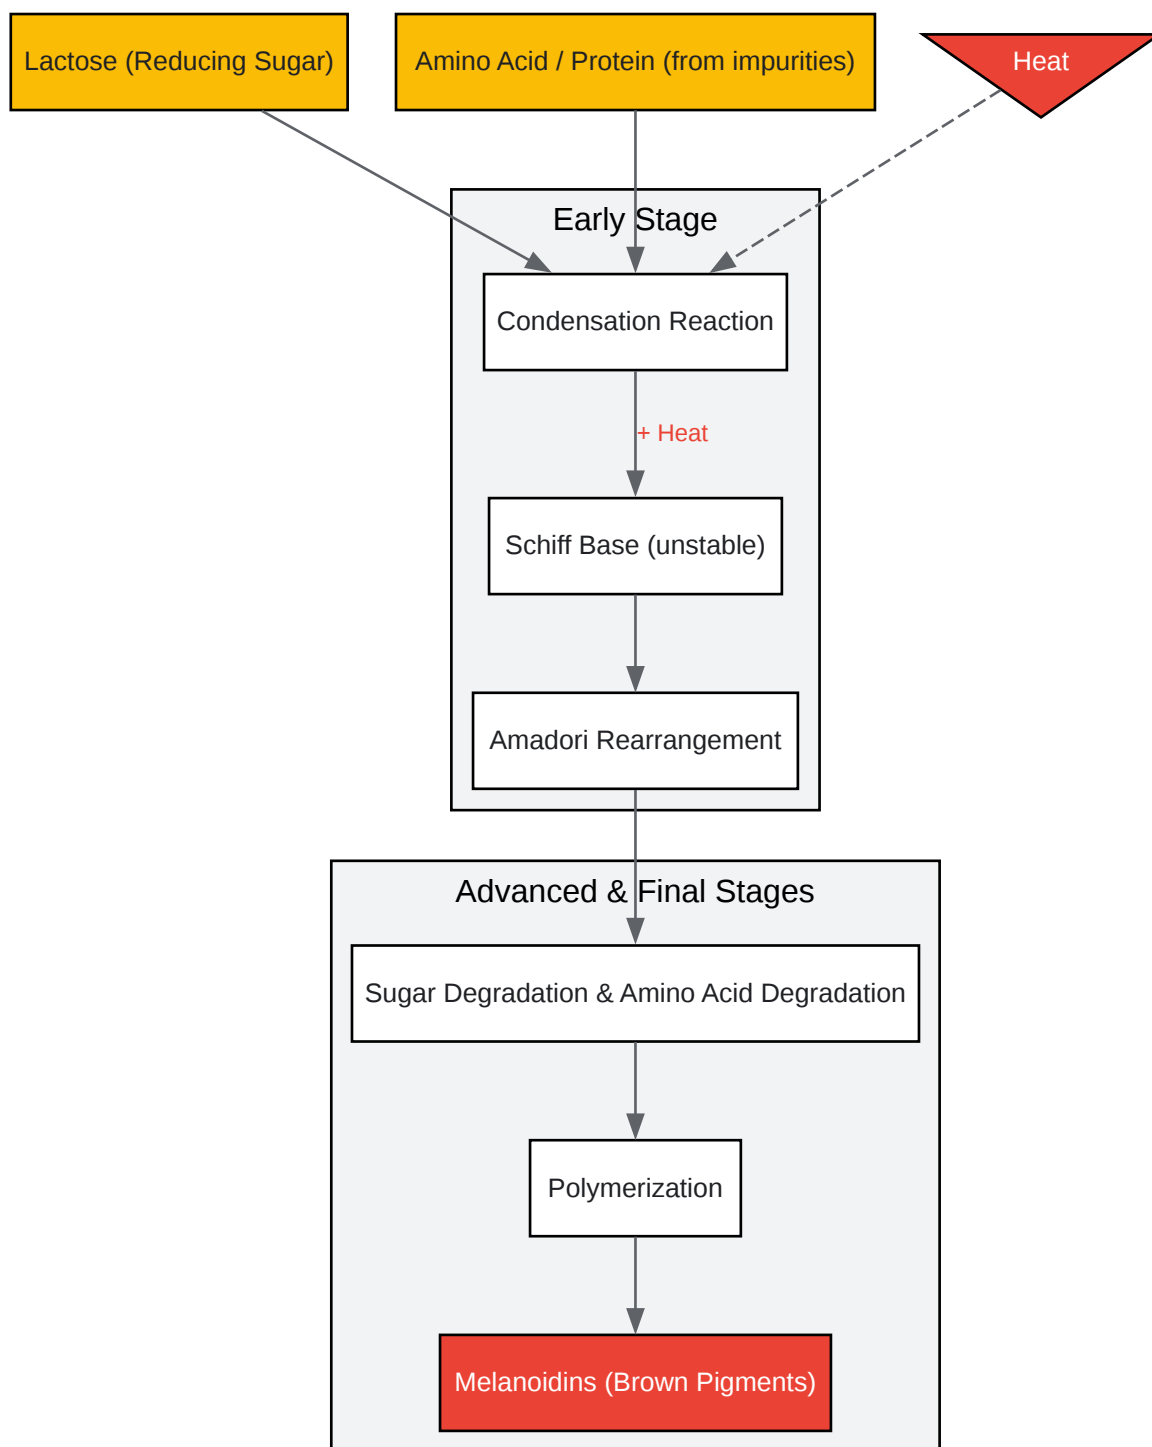 Lactose (Reducing Sugar)
Amino Acid / Protein (from impurities)
Heat
Early Stage
Condensation Reaction
+ Heat
Schiff Base (unstable)
Amadori Rearrangement
Advanced & Final Stages
Sugar Degradation & Amino Acid Degradation
Polymerization
Melanoidins (Brown Pigments)